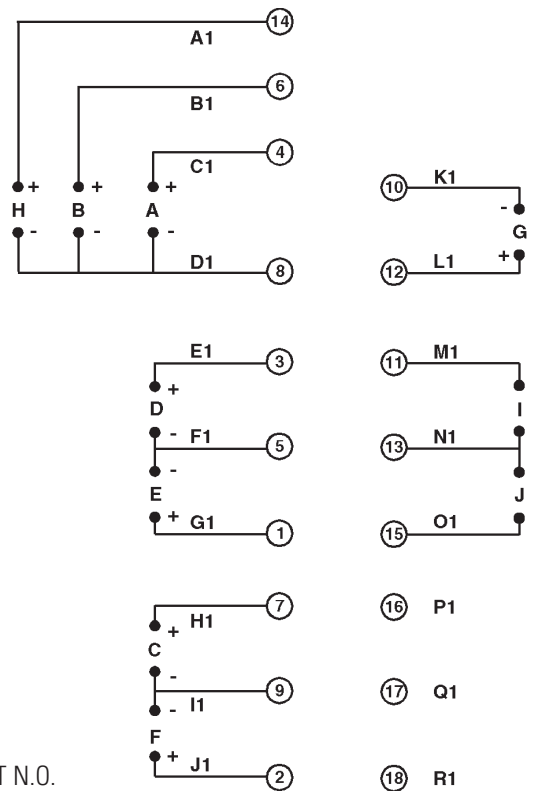 14
A1
6
B1
4
C1
+ + +
H B A
- - -
D1
8
10 K1
-
G
+
12 L1
E1
3
+
D
-
F1
5
-
E
+
G1
1
11 M1
I
13 N1
J
15 O1
7
H1
+
C
-
9
-
I1
F
+
J1
2
16 P1
17 Q1
18 R1
T N.O.